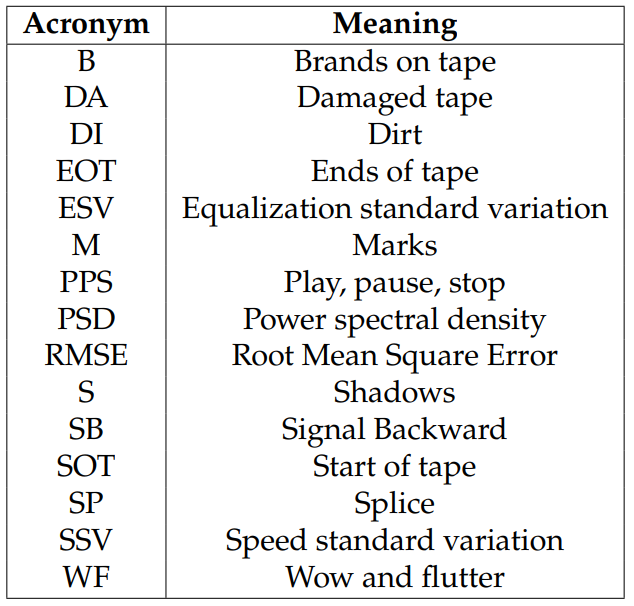 Acronym Meaning
B Brands on tape
DA Damaged tape
DI Dirt
EOT Ends of tape
ESV Equalization standard variation
M Marks
PPS Play, pause, stop
PSD Power spectral density
RMSE Root Mean Square Error
S Shadows
SB Signal Backward
SOT Start of tape
SP Splice
SSV Speed standard variation
WF Wow and flutter